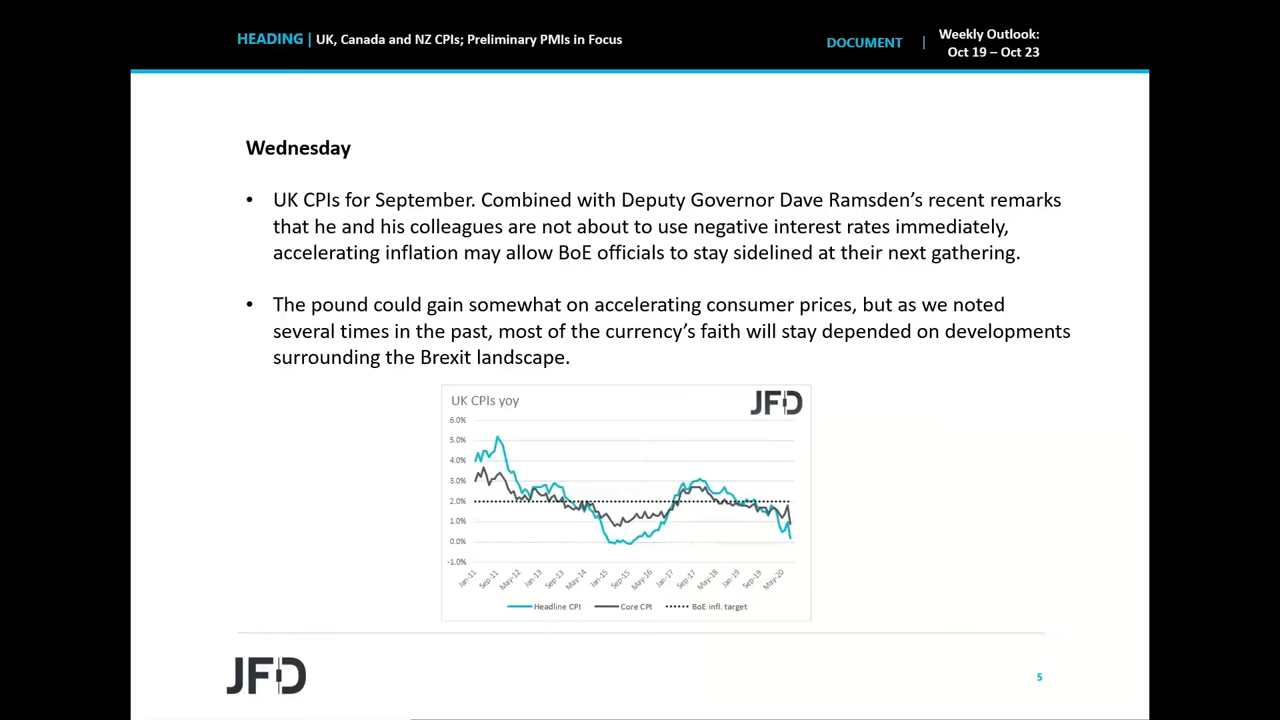 HEADING | UK, Canada and NZ CPIs; Preliminary PMIs in Focus
DOCUMENT | Weekly Outlook:
Oct 19 – Oct 23
Wednesday
• UK CPIs for September. Combined with Deputy Governor Dave Ramsden’s recent remarks
that he and his colleagues are not about to use negative interest rates immediately,
accelerating inflation may allow BoE officials to stay sidelined at their next gathering.
• The pound could gain somewhat on accelerating consumer prices, but as we noted
several times in the past, most of the currency’s faith will stay depended on developments
surrounding the Brexit landscape.
UK CPIs yoy
JFD
6.0%
5.0%
4.0%
3.0%
2.0%
1.0%
0.0%
-1.0%
Jan-11 Sep-11 May-12 Jan-13 Sep-13 May-14 Jan-15 Sep-15 May-16 Jan-17 Sep-17 May-18 Jan-19 Sep-19 May-20
Headline CPI Core CPI BoE infl. target
JFD
5